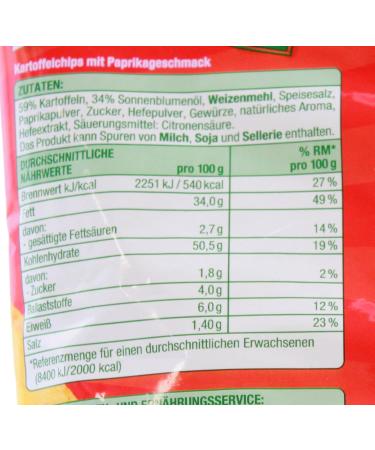 Kartoffelchips mit Paprikageschmack
ZUTATEN:
59% Kartoffeln, 34% Sonnenblumenöl, Weizenmehl, Speisesalz,
Paprikapulver, Zucker, Hefepulver, Gewürze, natürliches Aroma,
Hefeextrakt, Säuerungsmittel: Citronensäure.
Das Produkt kann Spuren von Milch, Soja und Sellerie enthalten.
DURCHSCHNITTLICHE NÄHRWERTE pro 100 g % RM* pro 100 g
Brennwert kJ/kcal 2251 kJ / 540 kcal 27 %
Fett 34,0 g 49 %
davon:
- gesättigte Fettsäuren 2,7 g 14 %
Kohlenhydrate 50,5 g 19 %
davon:
- Zucker 1,8 g 2 %
Ballaststoffe 4,0 g
Eiweiß 6,0 g 12 %
Salz 1,40 g 23 %
*Referenzmenge für einen durchschnittlichen Erwachsenen
(8400 kJ/2000 kcal)
UND ERNÄHRUNGSSERVICE: